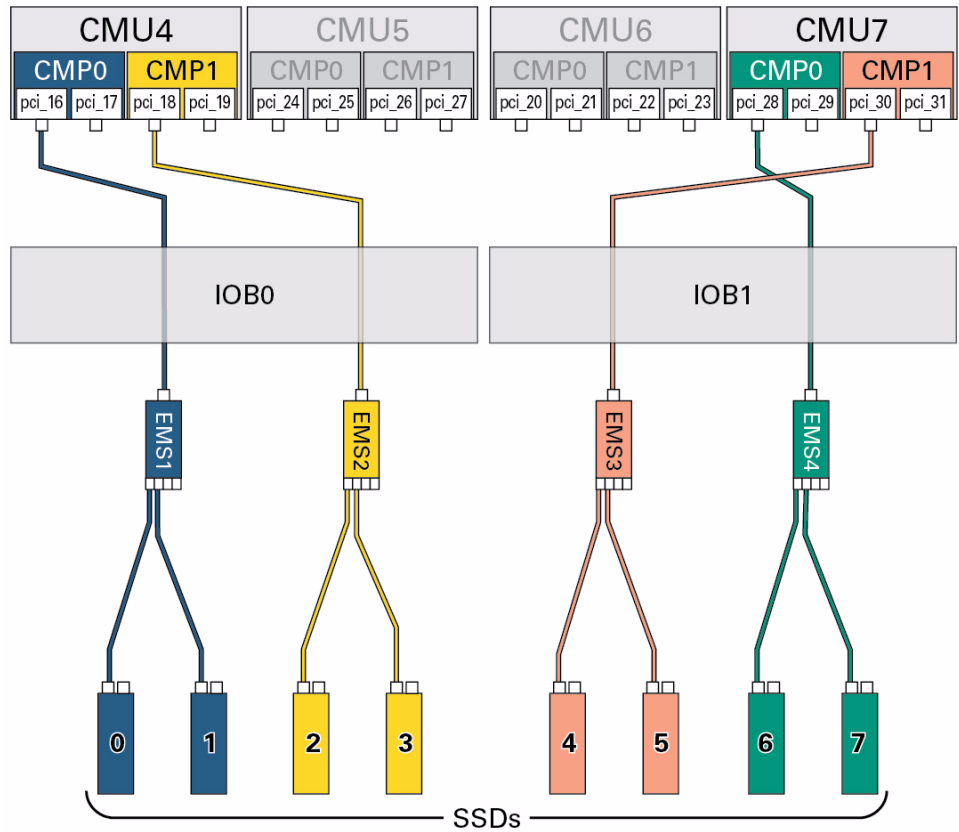 CMU4 CMU5 CMU6 CMU7
CMP0 CMP1 CMP0 CMP1 CMP0 CMP1 CMP0 CMP1
pci_16 pci_17 pci_18 pci_19 pci_24 pci_25 pci_26 pci_27 pci_20 pci_21 pci_22 pci_23 pci_28 pci_29 pci_30 pci_31
IOB0 IOB1
EMS1 EMS2 EMS3 EMS4
0 1 2 3 4 5 6 7
SSDs